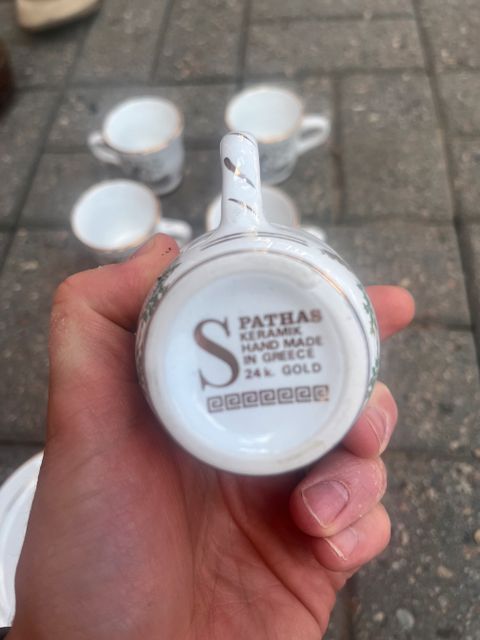 SPATHAS
KERAMIK
HAND MADE
IN GREECE
24 k. GOLD